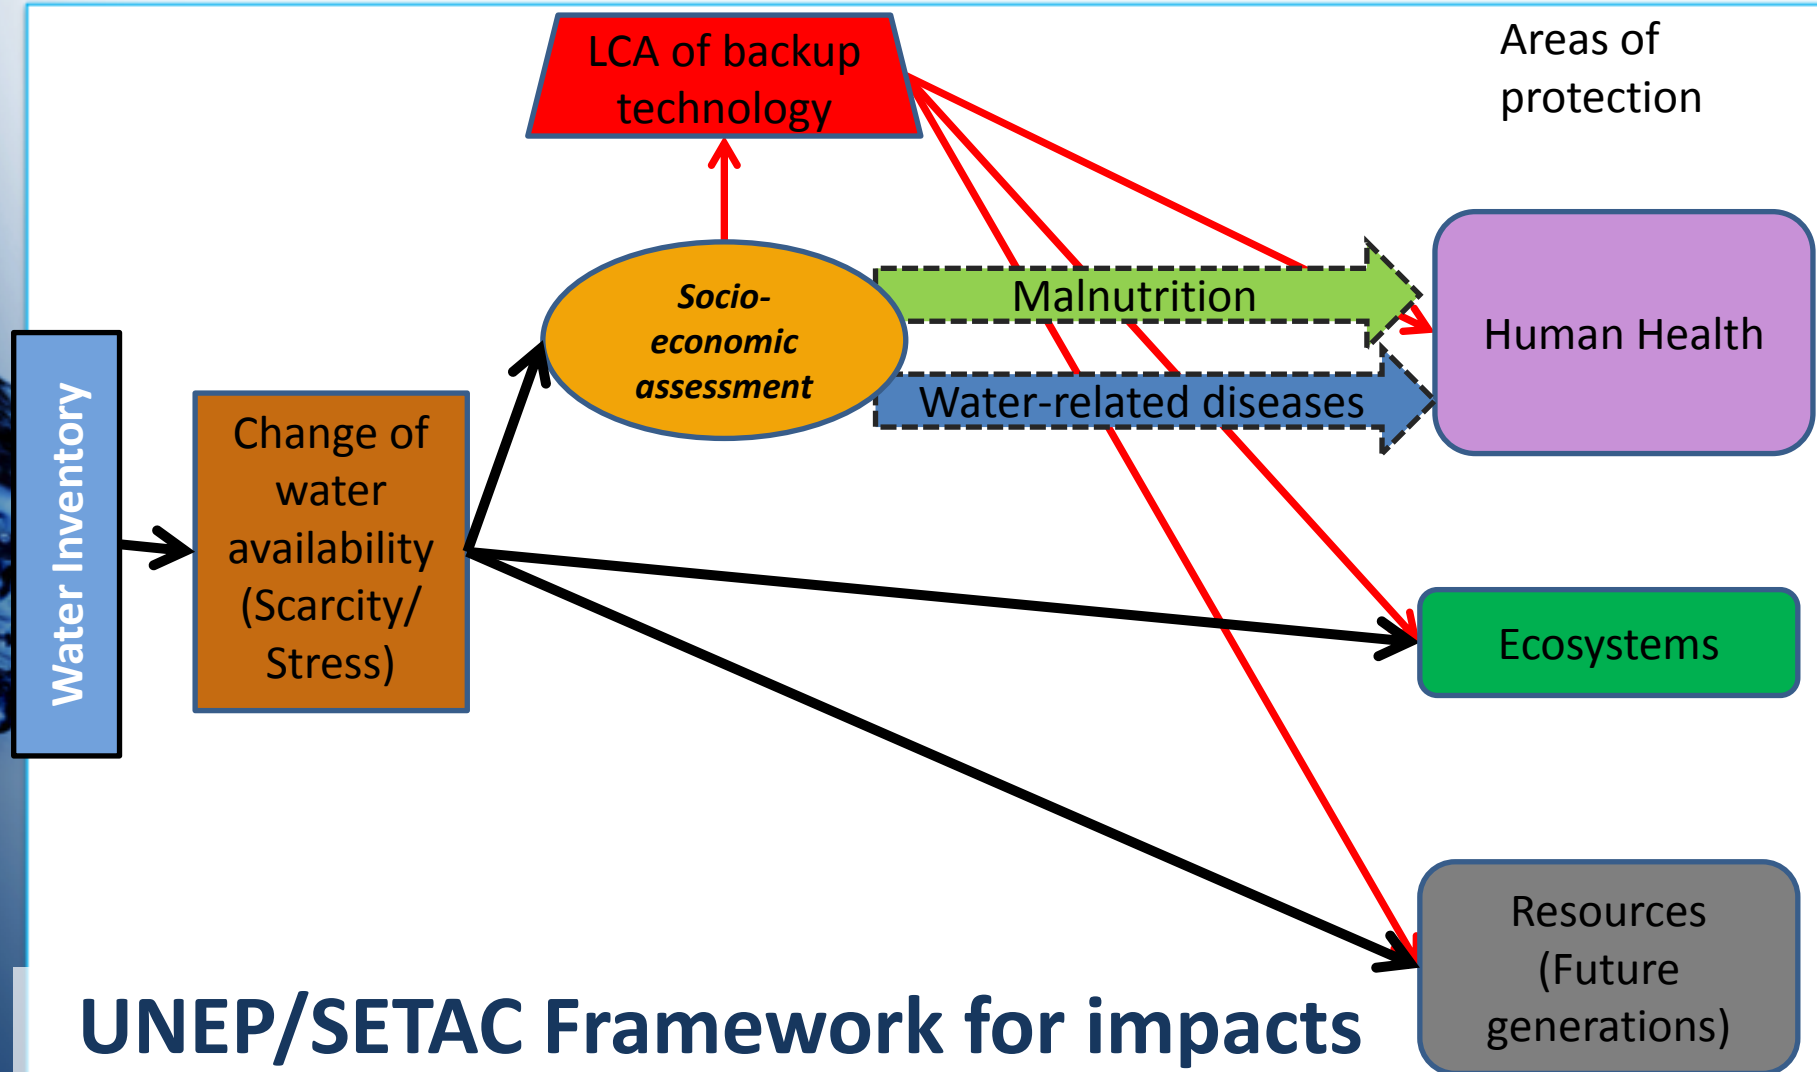 LCA of backup
technology
Areas of
protection
Socio-
economic
assessment
Malnutrition
Water-related diseases
Human Health
Water Inventory
Change of
water
availability
(Scarcity/
Stress)
Ecosystems
Resources
(Future
generations)
UNEP/SETAC Framework for impacts